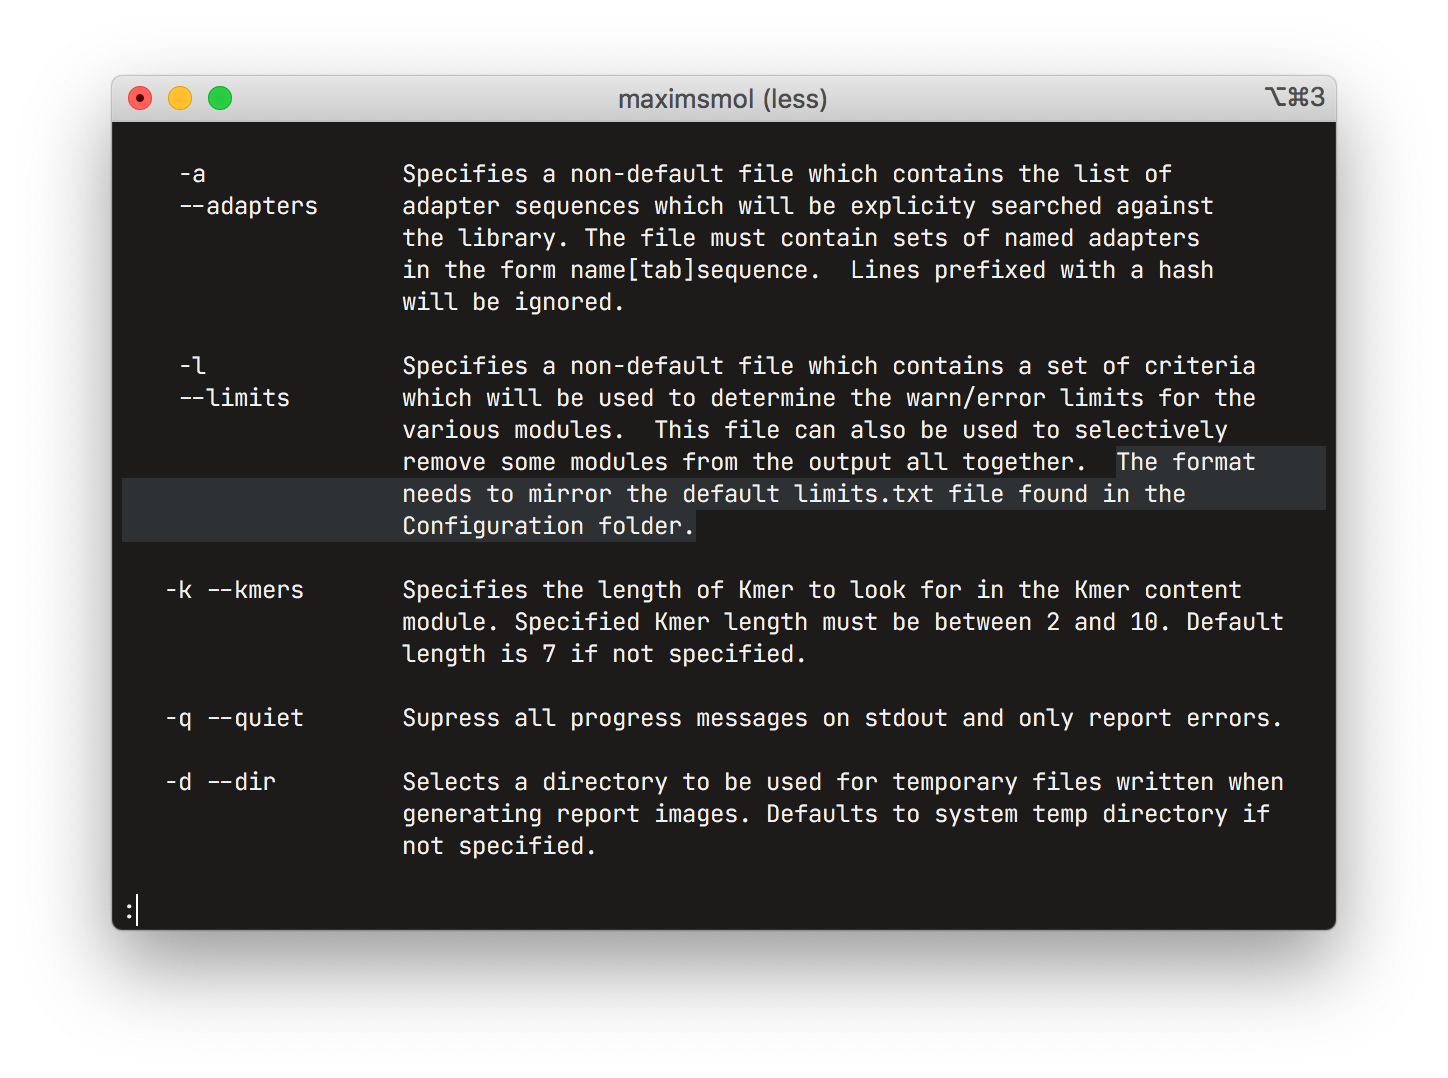 maximsmol (less) ⌥⌘3
-a Specifies a non-default file which contains the list of
--adapters adapter sequences which will be explicity searched against
the library. The file must contain sets of named adapters
in the form name[tab]sequence.  Lines prefixed with a hash
will be ignored.
-l Specifies a non-default file which contains a set of criteria
--limits which will be used to determine the warn/error limits for the
various modules.  This file can also be used to selectively
remove some modules from the output all together.  The format
needs to mirror the default limits.txt file found in the
Configuration folder.
-k --kmers Specifies the length of Kmer to look for in the Kmer content
module. Specified Kmer length must be between 2 and 10. Default
length is 7 if not specified.
-q --quiet Supress all progress messages on stdout and only report errors.
-d --dir Selects a directory to be used for temporary files written when
generating report images. Defaults to system temp directory if
not specified.
: